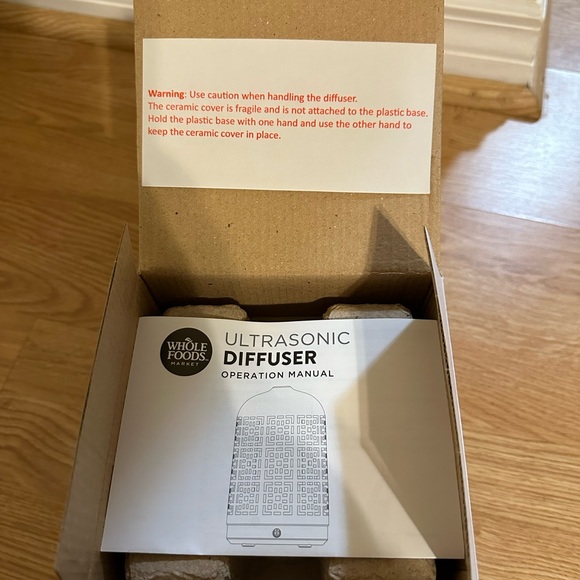 Warning: Use caution when handling the diffuser.
The ceramic cover is fragile and is not attached to the plastic base.
Hold the plastic base with one hand and use the other hand to
keep the ceramic cover in place.
WHOLE
FOODS
MARKET
ULTRASONIC
DIFFUSER
OPERATION MANUAL